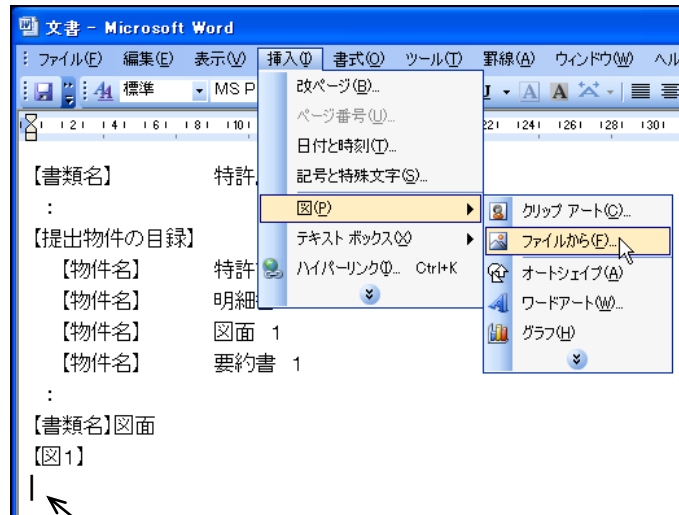 文書 - Microsoft Word
ファイル(F) 編集(E) 表示(V) 挿入(I) 書式(O) ツール(T) 罫線(A) ウィンドウ(W)
標準 MS P
改ページ(B)...
ページ番号(U)...
日付と時刻(T)...
記号と特殊文字(S)...
図(P)
テキスト ボックス(X)
ハイパーリンク(I)... Ctrl+K
クリップ アート(C)...
ファイルから(F)...
オートシェイプ(A)
ワードアート(W)...
グラフ(H)
【書類名】 特許
:
【提出物件の目録】
【物件名】 特許
【物件名】 明細
【物件名】 図面 1
【物件名】 要約書 1
:
【書類名】図面
【図1】